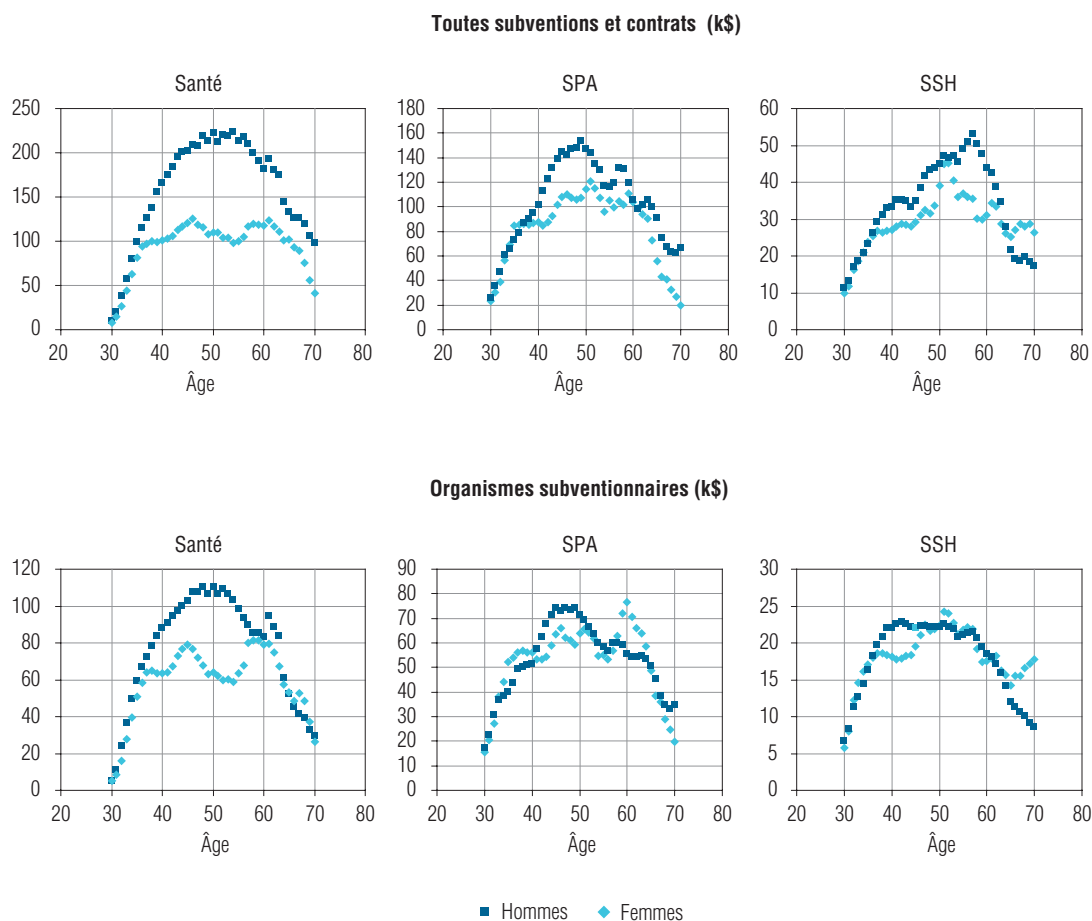 Toutes subventions et contrats (k$)
Santé
SPA
SSH
250
200
150
100
50
0
20 30 40 50 60 70 80
Âge
180
160
140
120
100
80
60
40
20
0
20 30 40 50 60 70 80
Âge
60
50
40
30
20
10
0
20 30 40 50 60 70 80
Âge
Organismes subventionnaires (k$)
Santé
SPA
SSH
120
100
80
60
40
20
0
20 30 40 50 60 70 80
Âge
90
80
70
60
50
40
30
20
10
0
20 30 40 50 60 70 80
Âge
30
25
20
15
10
5
0
20 30 40 50 60 70 80
Âge
Hommes Femmes